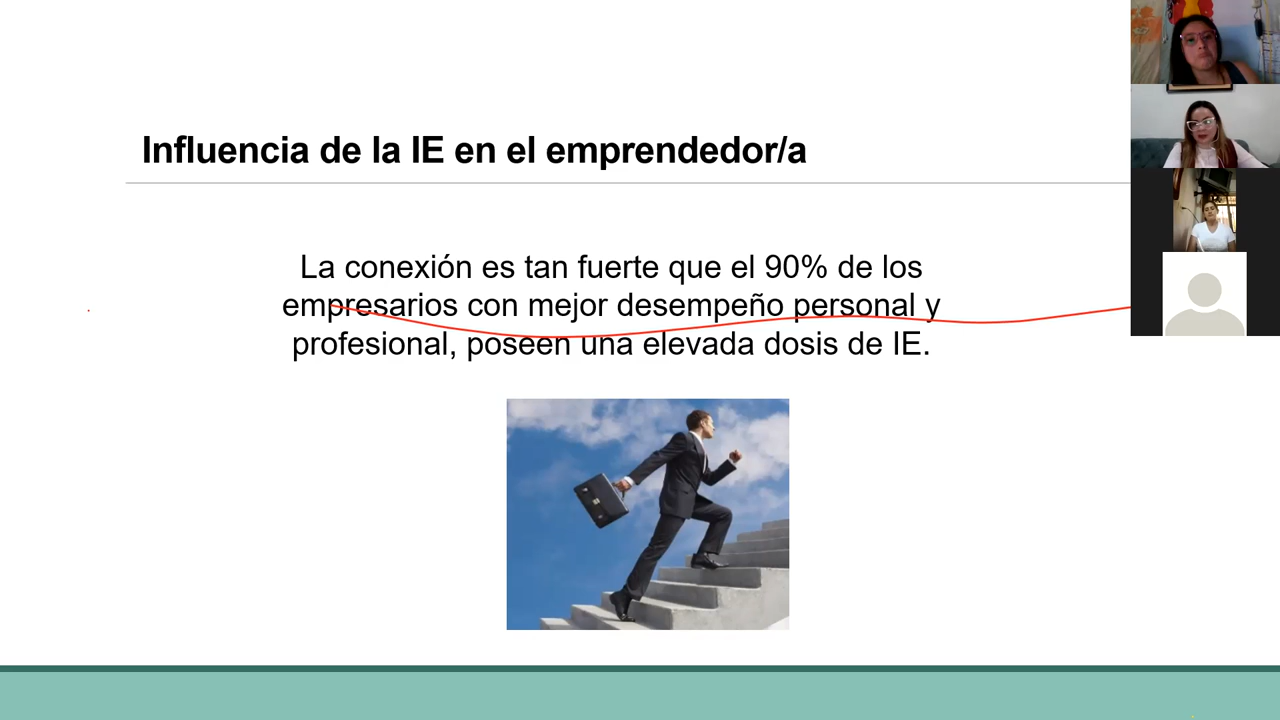 Influencia de la IE en el emprendedor/a
La conexión es tan fuerte que el 90% de los
empresarios con mejor desempeño personal y
profesional, poseen una elevada dosis de IE.